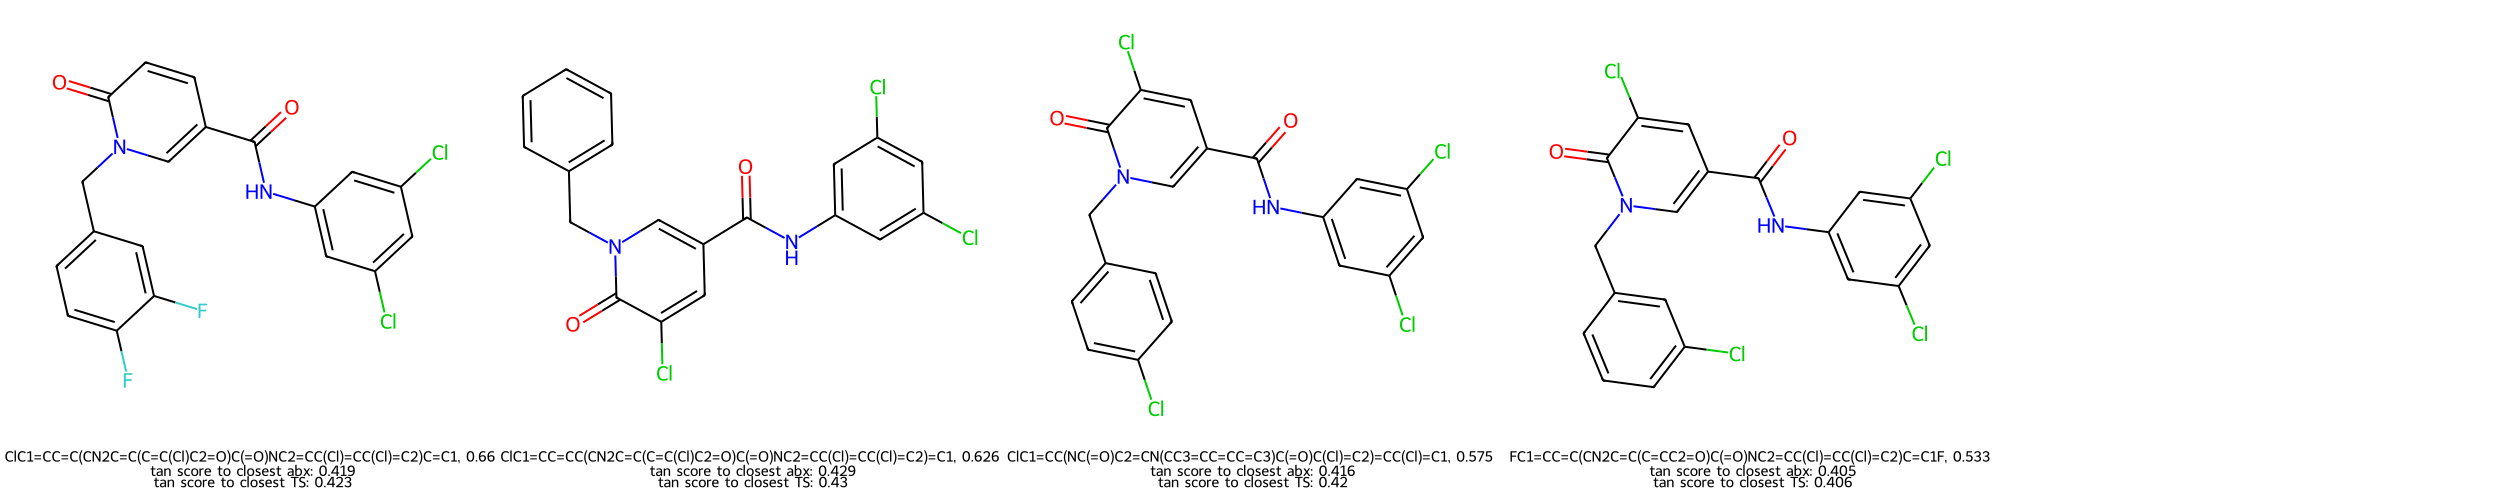 O
O
N
HN
Cl
Cl
F
F
O
N
N
H
O
Cl
Cl
Cl
Cl
O
O
N
HN
Cl
Cl
Cl
Cl
O
O
N
HN
Cl
Cl
Cl
ClC1=CC=C(CN2C=C(C=C(Cl)C2=O)C(=O)NC2=CC(Cl)=CC(Cl)=C2)C=C1, 0.66
tan score to closest abx: 0.419
tan score to closest TS: 0.423
ClC1=CC=CC(CN2C=C(C=C(Cl)C2=O)C(=O)NC2=CC(Cl)=CC(Cl)=C2)=C1, 0.626
tan score to closest abx: 0.429
tan score to closest TS: 0.43
ClC1=CC(NC(=O)C2=CN(CC3=CC=CC=C3)C(=O)C(Cl)=C2)=CC(Cl)=C1, 0.575
tan score to closest abx: 0.416
tan score to closest TS: 0.42
FC1=CC=C(CN2C=C(C=CC2=O)C(=O)NC2=CC(Cl)=CC(Cl)=C2)C=C1F, 0.533
tan score to closest abx: 0.405
tan score to closest TS: 0.406